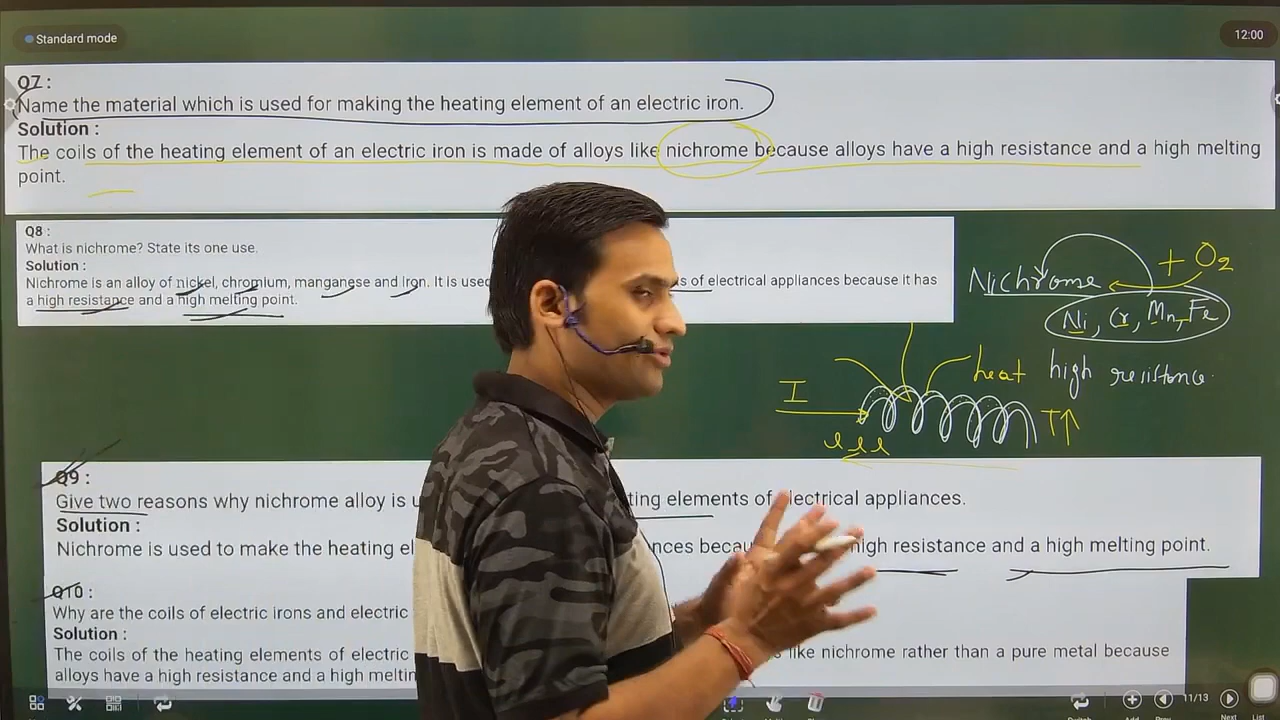 Standard mode
12:00
Q7 :
Name the material which is used for making the heating element of an electric iron.
Solution :
The coils of the heating element of an electric iron is made of alloys like nichrome because alloys have a high resistance and a high melting
point.
Q8 :
What is nichrome? State its one use.
Solution :
Nichrome is an alloy of nickel, chromium, manganese and iron. It is used of electrical appliances because it has
a high resistance and a high melting point.
Nichrome + O2
Ni, Cr, Mn, Fe
heat high resistance
I
T↑
Q9 :
Give two reasons why nichrome alloy is elements of electrical appliances.
Solution :
Nichrome is used to make the heating high resistance and a high melting point.
Q10 :
Why are the coils of electric irons and electric
Solution :
The coils of the heating elements of electric like nichrome rather than a pure metal because
alloys have a high resistance and a high
11/13
Add
Next
List